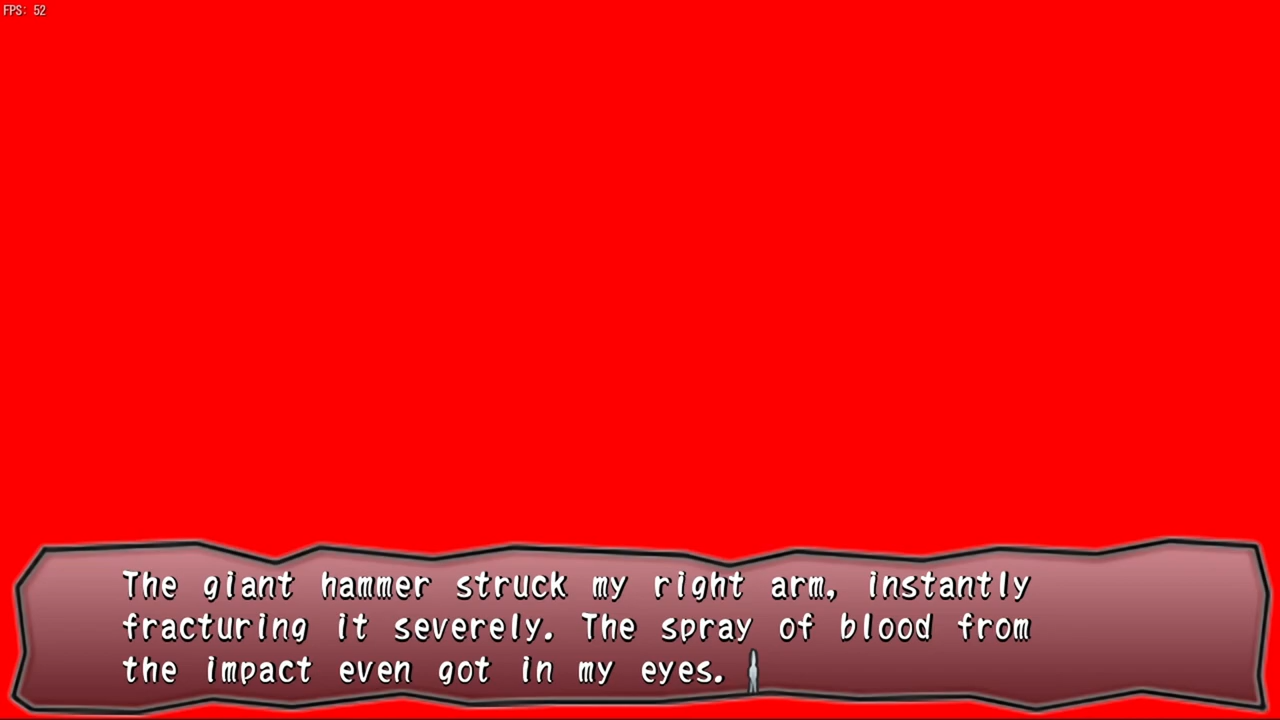 FPS: 52
The giant hammer struck my right arm, instantly
fracturing it severely. The spray of blood from
the impact even got in my eyes.